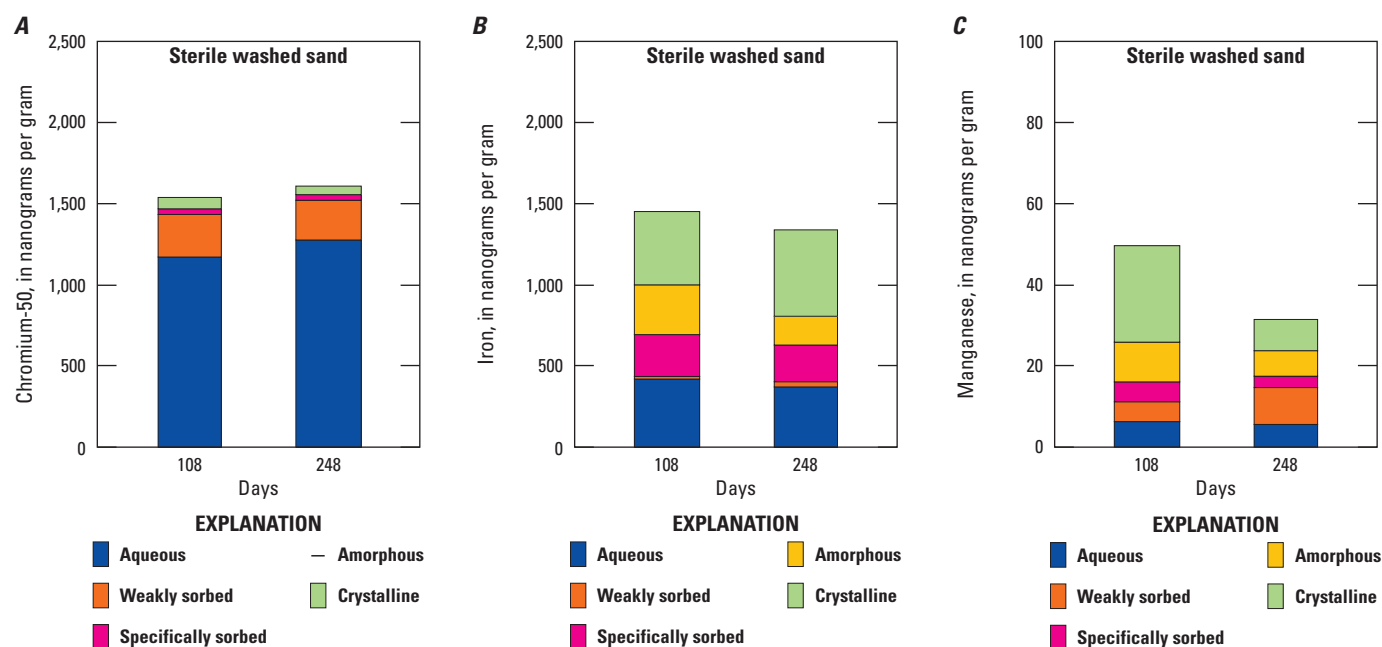 A
Sterile washed sand
Chromium-50, in nanograms per gram
2,500
2,000
1,500
1,000
500
0
108 248
Days
EXPLANATION
Aqueous — Amorphous
Weakly sorbed Crystalline
Specifically sorbed
B
Sterile washed sand
Iron, in nanograms per gram
2,500
2,000
1,500
1,000
500
0
108 248
Days
EXPLANATION
Aqueous Amorphous
Weakly sorbed Crystalline
Specifically sorbed
C
Sterile washed sand
Manganese, in nanograms per gram
100
80
60
40
20
0
108 248
Days
EXPLANATION
Aqueous Amorphous
Weakly sorbed Crystalline
Specifically sorbed